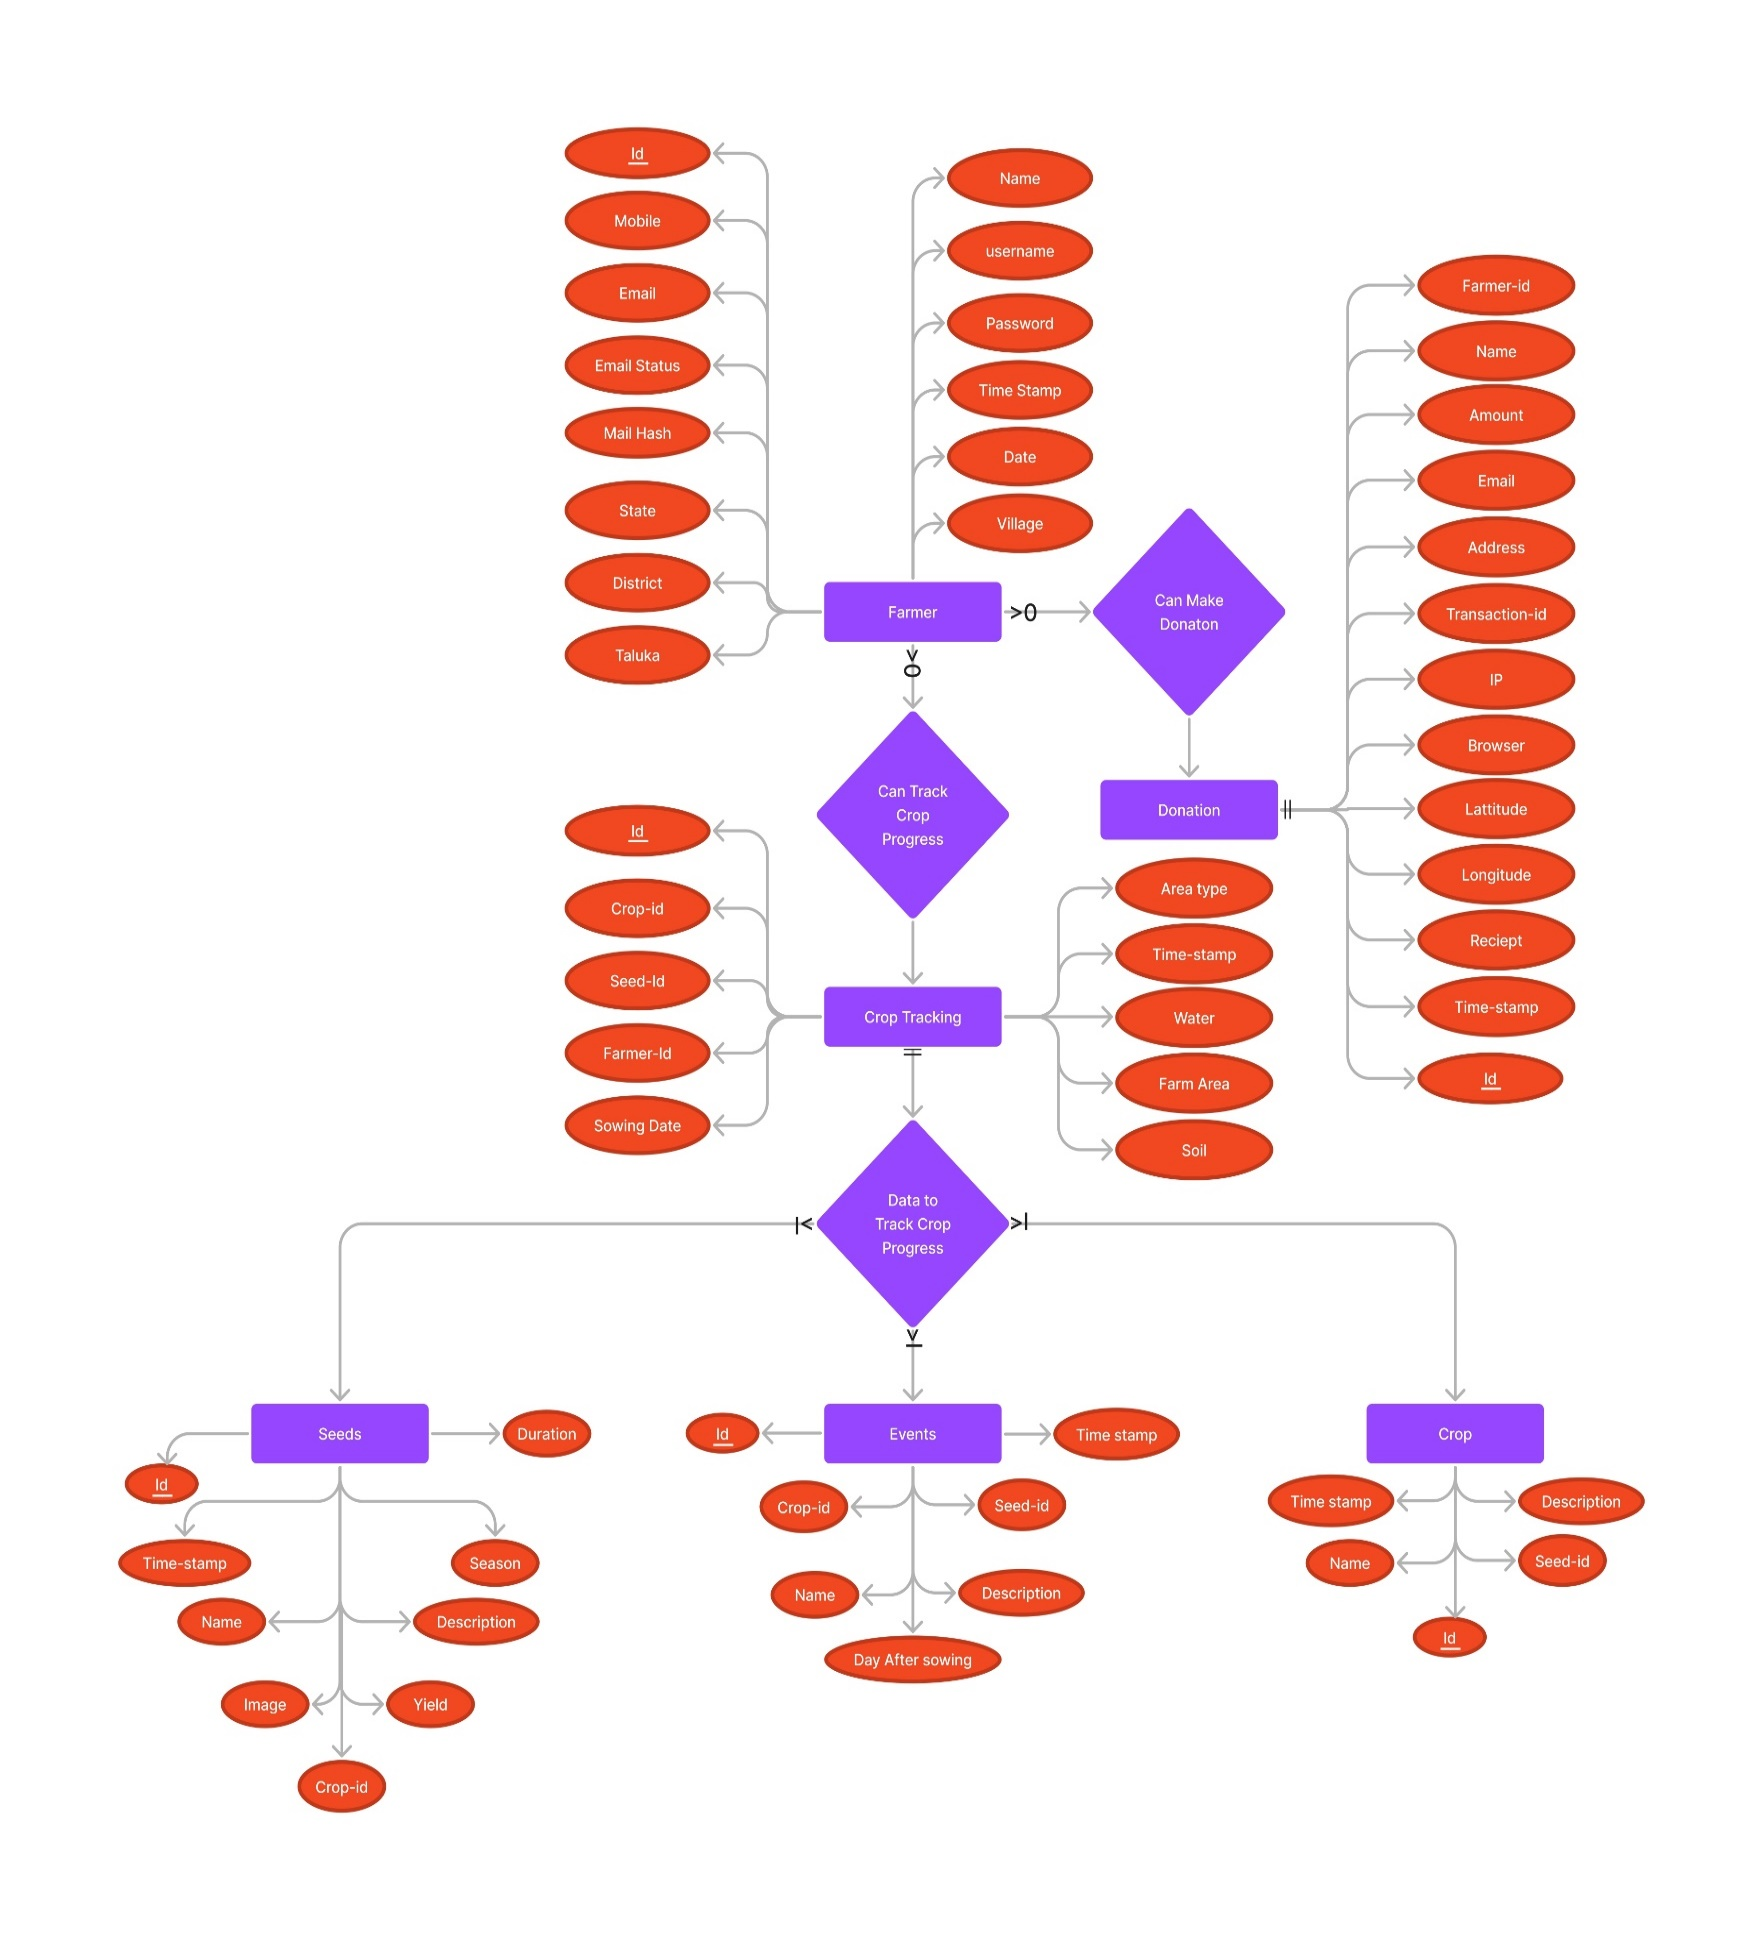 Id
Mobile
Email
Email Status
Mail Hash
State
District
Taluka
Name
username
Password
Time Stamp
Date
Village
Farmer
>0
>0
Can Make
Donaton
Donation
||
Farmer-id
Name
Amount
Email
Address
Transaction-id
IP
Browser
Lattitude
Longitude
Reciept
Time-stamp
Id
Can Track
Crop
Progress
Id
Crop-id
Seed-Id
Farmer-Id
Sowing Date
Crop Tracking
||
Area type
Time-stamp
Water
Farm Area
Soil
Data to
Track Crop
Progress
|<
>|
>|
Seeds
Duration
Id
Time-stamp
Season
Name
Description
Image
Yield
Crop-id
Events
Id
Time stamp
Crop-id
Seed-id
Name
Description
Day After sowing
Crop
Time stamp
Description
Name
Seed-id
Id